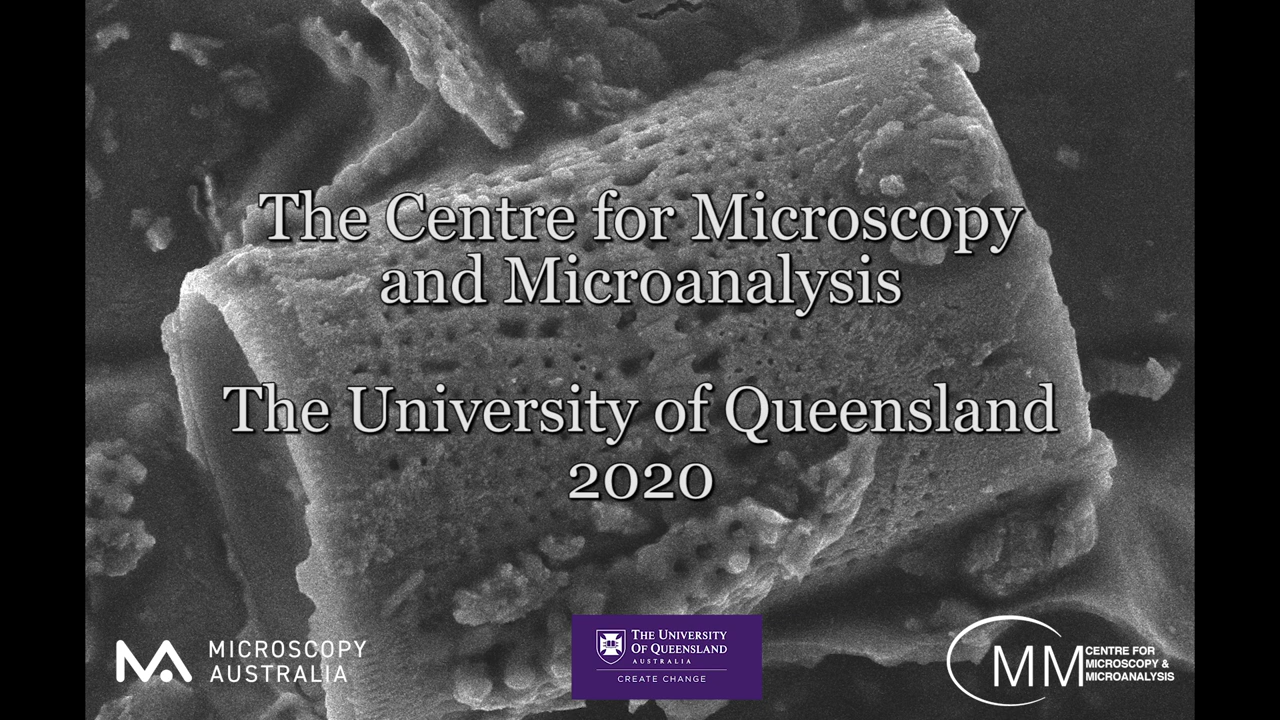 The Centre for Microscopy
and Microanalysis
The University of Queensland
2020
MICROSCOPY
AUSTRALIA
THE UNIVERSITY
OF QUEENSLAND
AUSTRALIA
CREATE CHANGE
CMM
CENTRE FOR
MICROSCOPY &
MICROANALYSIS